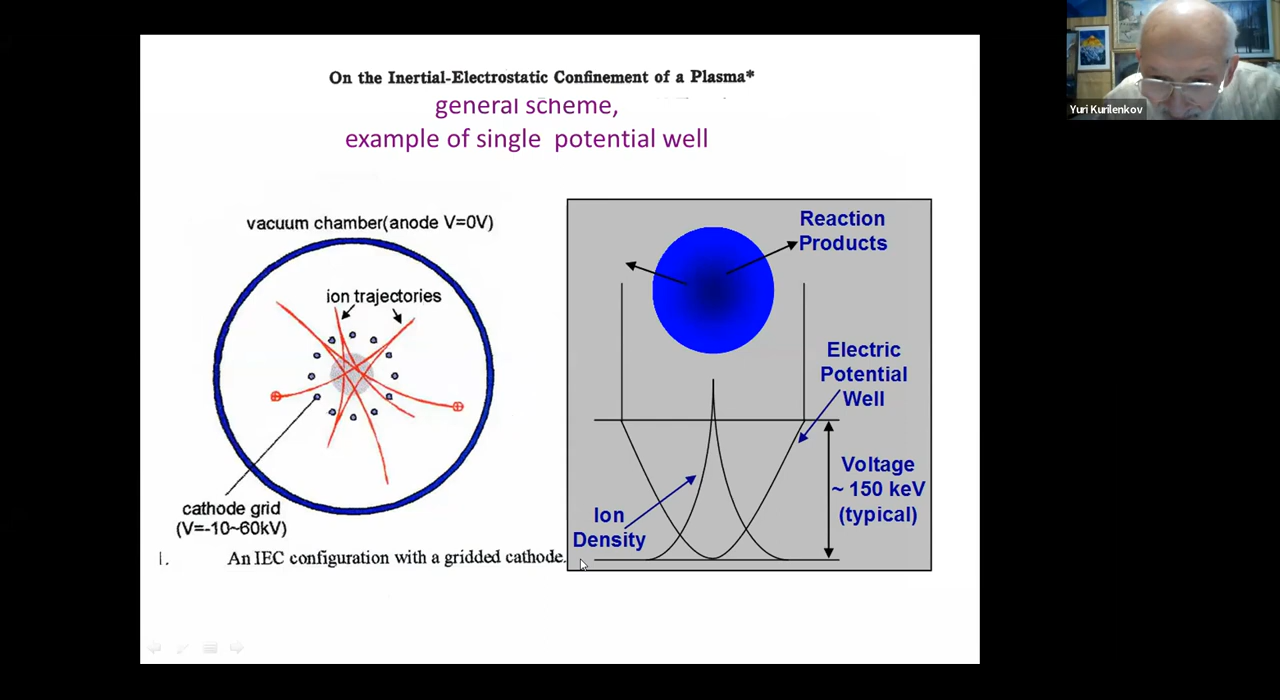 On the Inertial-Electrostatic Confinement of a Plasma*
general scheme,
example of single potential well
vacuum chamber(anode V=0V)
ion trajectories
cathode grid
(V=-10~60kV)
1. An IEC configuration with a gridded cathode.
Reaction
Products
Electric
Potential
Well
Voltage
~ 150 keV
(typical)
Ion
Density
Yuri Kurilenkov